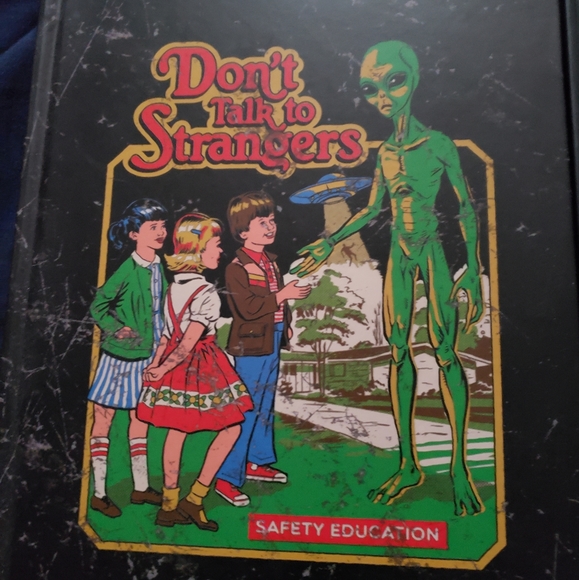 Don't
Talk to
Strangers
SAFETY EDUCATION